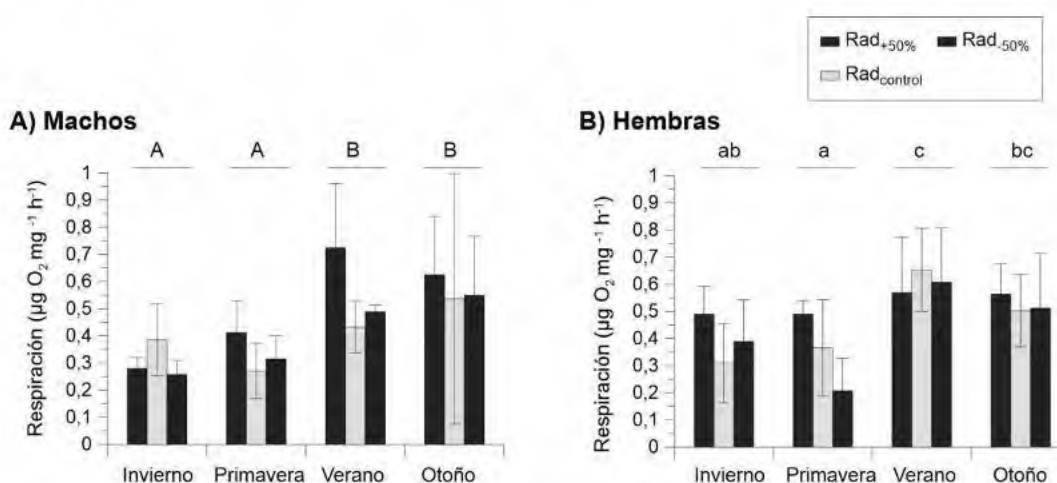 Rad+50% Rad-50%
Radcontrol
A) Machos
A A B B
Respiración (µg O₂ mg⁻¹ h⁻¹)
1
0,9
0,8
0,7
0,6
0,5
0,4
0,3
0,2
0,1
0
Invierno Primavera Verano Otoño
B) Hembras
ab a c bc
Respiración (µg O₂ mg⁻¹ h⁻¹)
1
0,9
0,8
0,7
0,6
0,5
0,4
0,3
0,2
0,1
0
Invierno Primavera Verano Otoño